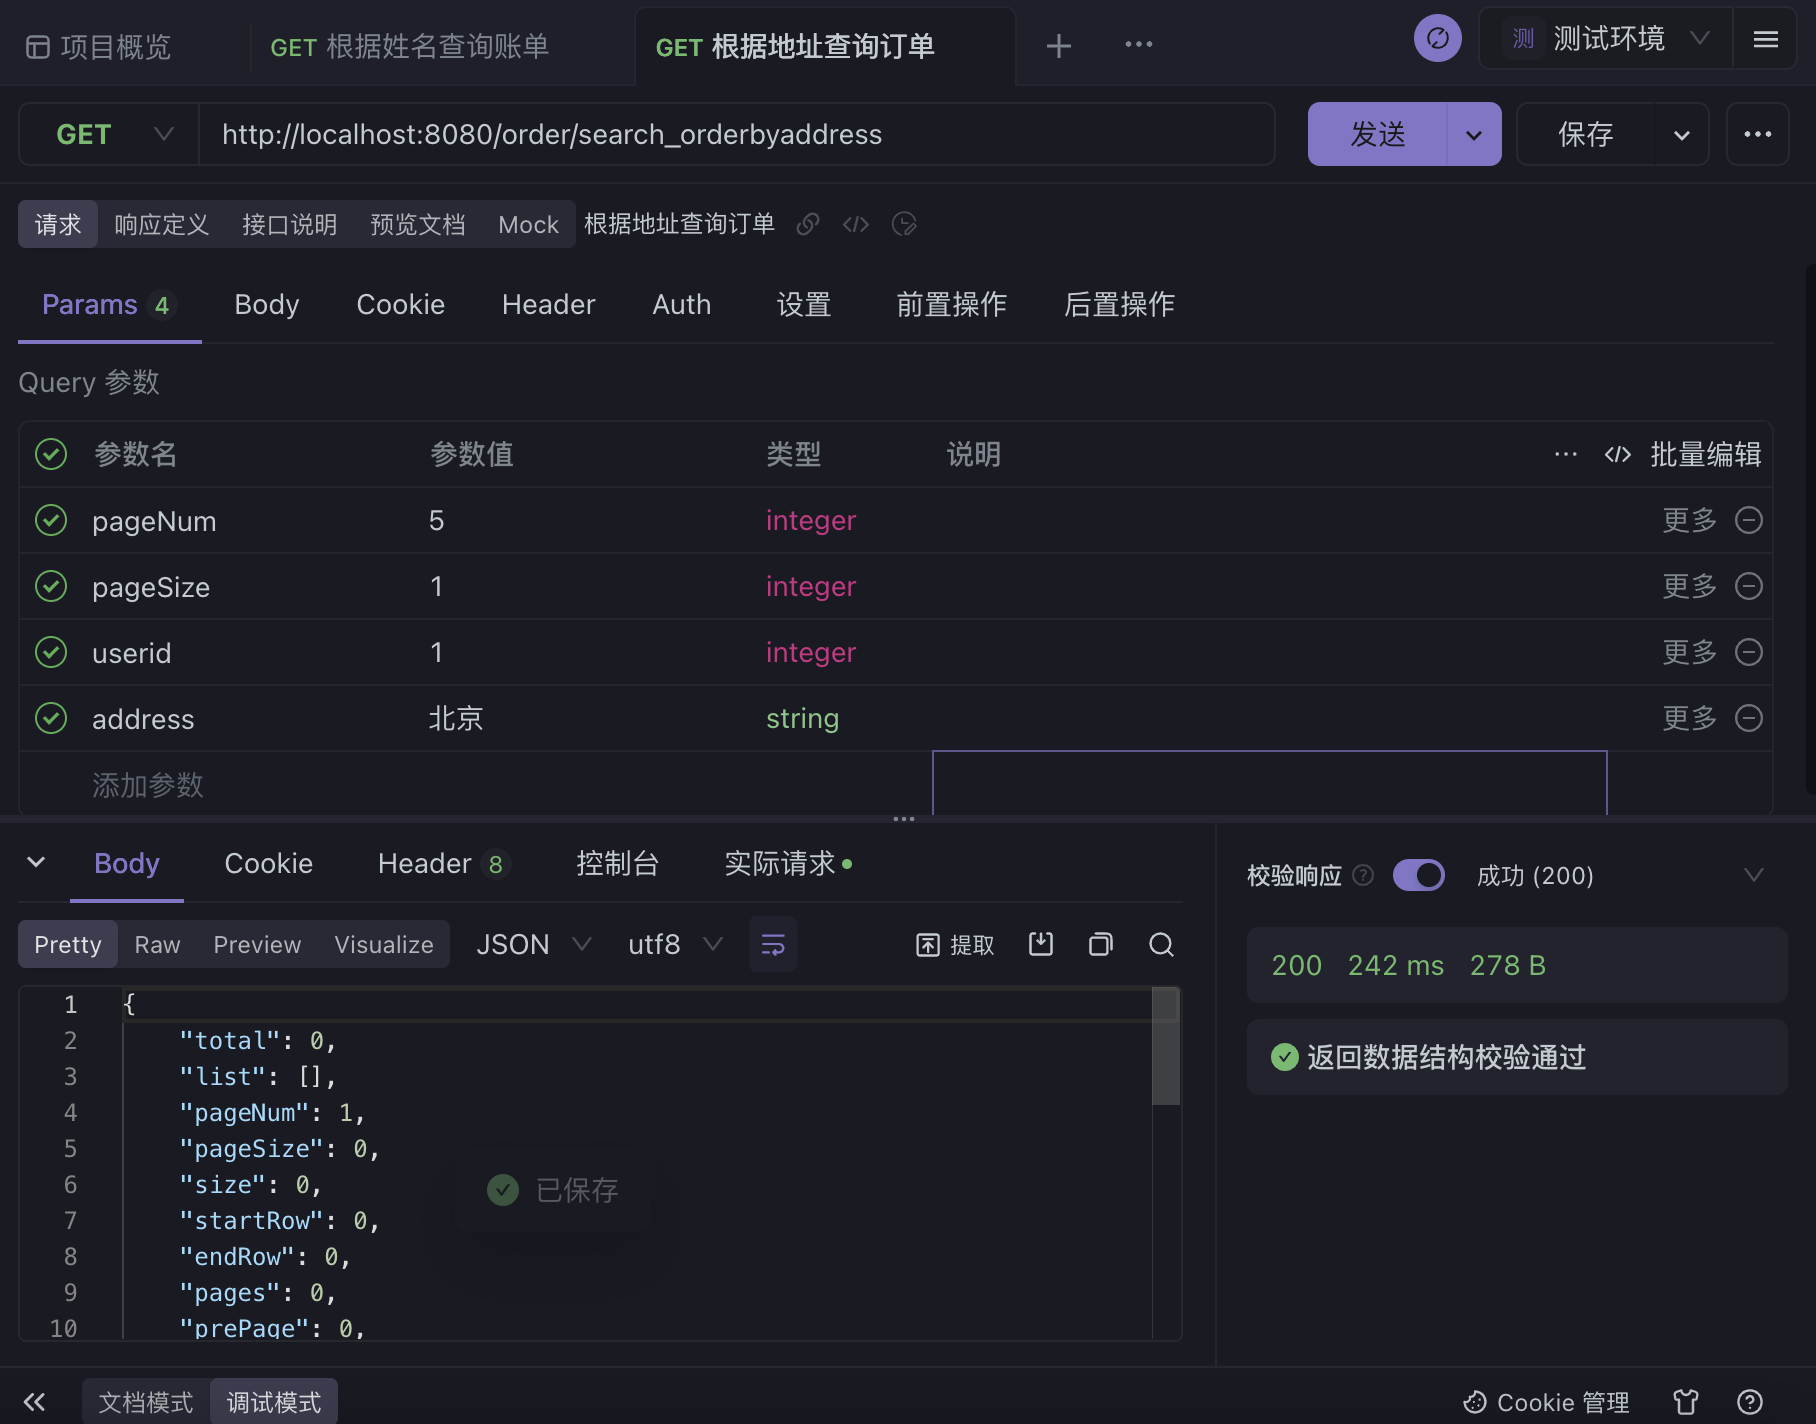 项目概览 GET 根据姓名查询账单 GET 根据地址查询订单 测 测试环境
GET http://localhost:8080/order/search_orderbyaddress 发送 保存
请求 响应定义 接口说明 预览文档 Mock 根据地址查询订单
Params 4 Body Cookie Header Auth 设置 前置操作 后置操作
Query 参数
参数名 参数值 类型 说明 批量编辑
pageNum 5 integer 更多
pageSize 1 integer 更多
userid 1 integer 更多
address 北京 string 更多
添加参数
Body Cookie Header 8 控制台 实际请求
Pretty Raw Preview Visualize JSON utf8 提取
1 {
2 "total": 0,
3 "list": [],
4 "pageNum": 1,
5 "pageSize": 0,
6 "size": 0,
7 "startRow": 0,
8 "endRow": 0,
9 "pages": 0,
10 "prePage": 0,
已保存
校验响应 成功 (200)
200 242 ms 278 B
返回数据结构校验通过
文档模式 调试模式 Cookie 管理